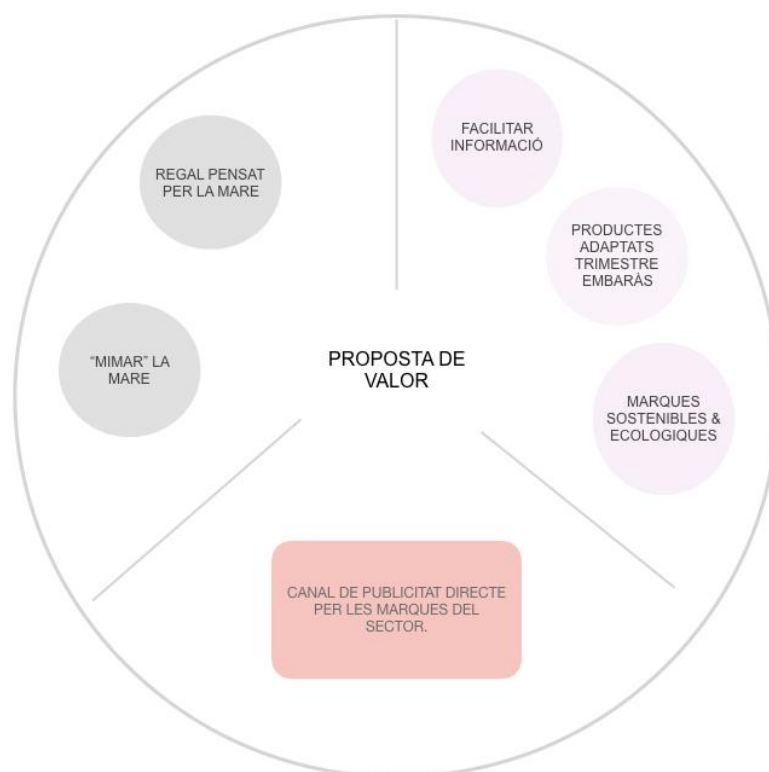 REGAL PENSAT
PER LA MARE
“MIMAR” LA
MARE
FACILITAR
INFORMACIÓ
PRODUCTES
ADAPTATS
TRIMESTRE
EMBARÀS
MARQUES
SOSTENIBLES &
ECOLOGIQUES
PROPOSTA DE
VALOR
CANAL DE PUBLICITAT DIRECTE
PER LES MARQUES DEL
SECTOR.